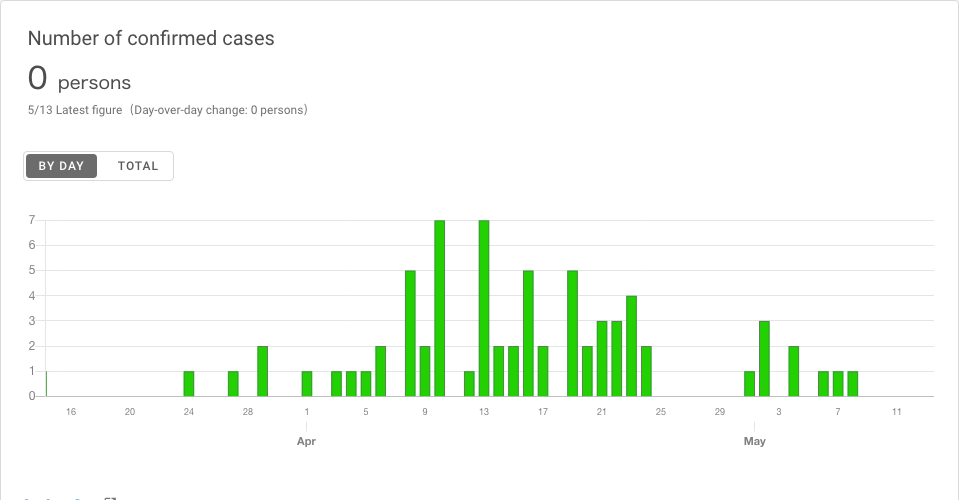 Number of confirmed cases
0 persons
5/13 Latest figure（Day-over-day change: 0 persons）
BY DAY TOTAL
7
6
5
4
3
2
1
0
16 20 24 28 1 5 9 13 17 21 25 29 3 7 11
Apr May